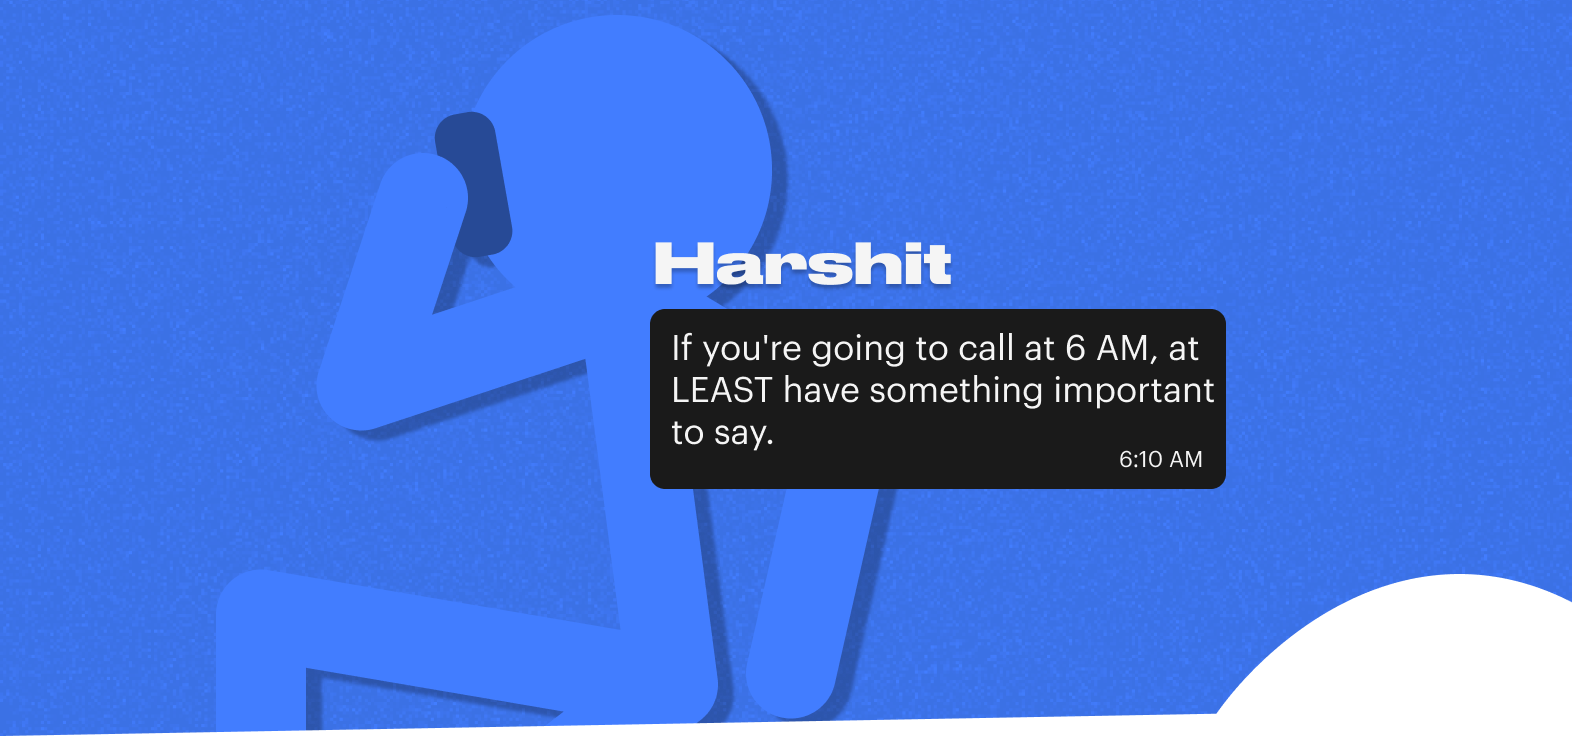 Harshit
If you're going to call at 6 AM, at
LEAST have something important
to say.
6:10 AM